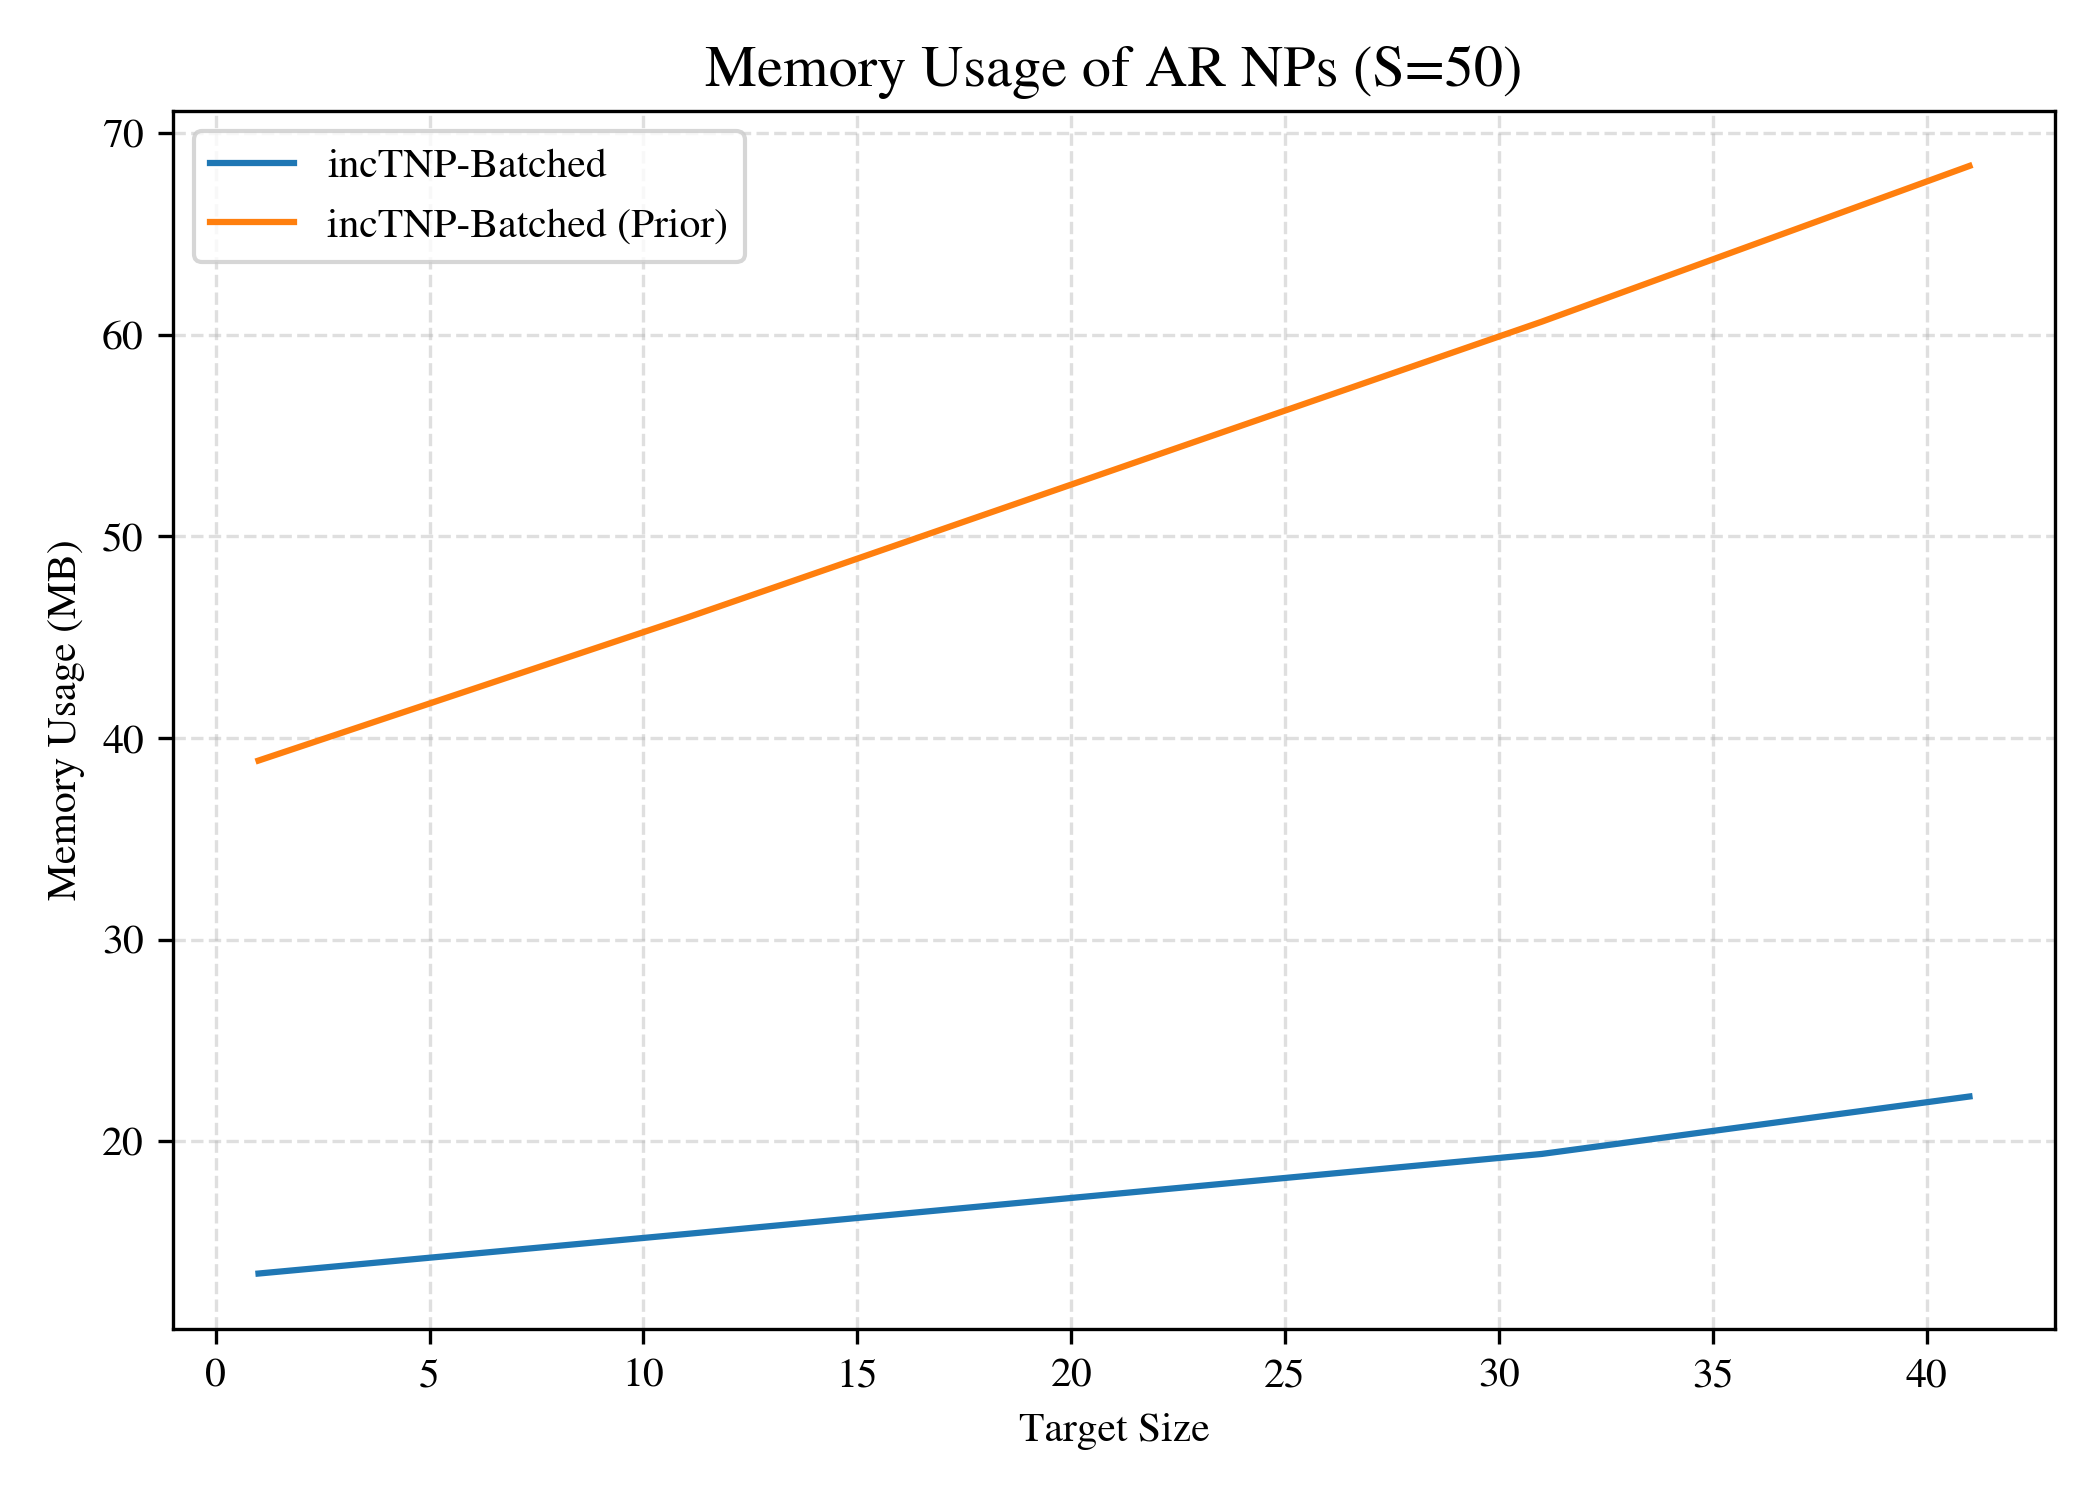 Memory Usage of AR NPs (S=50)
incTNP-Batched
incTNP-Batched (Prior)
Memory Usage (MB)
70
60
50
40
30
20
0 5 10 15 20 25 30 35 40
Target Size